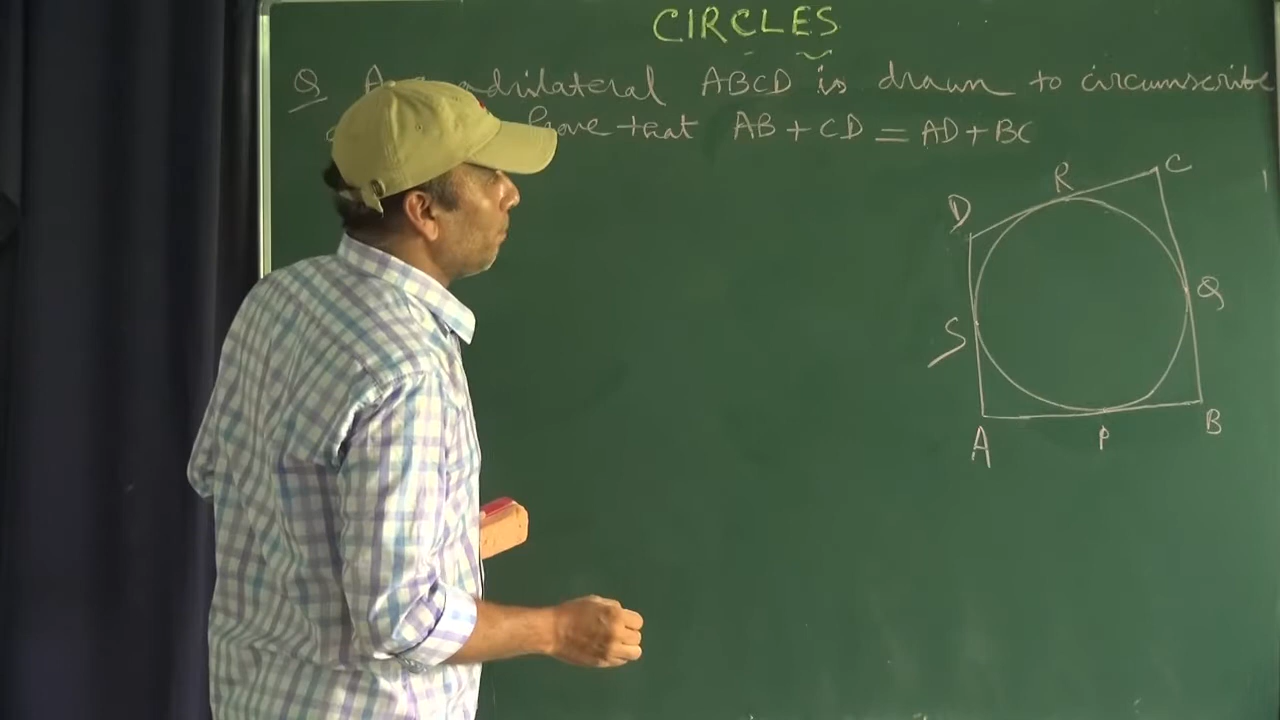 CIRCLES
Q A quadrilateral ABCD is drawn to circumscribe
Prove that AB + CD = AD + BC
R C
D
Q
S
A P B